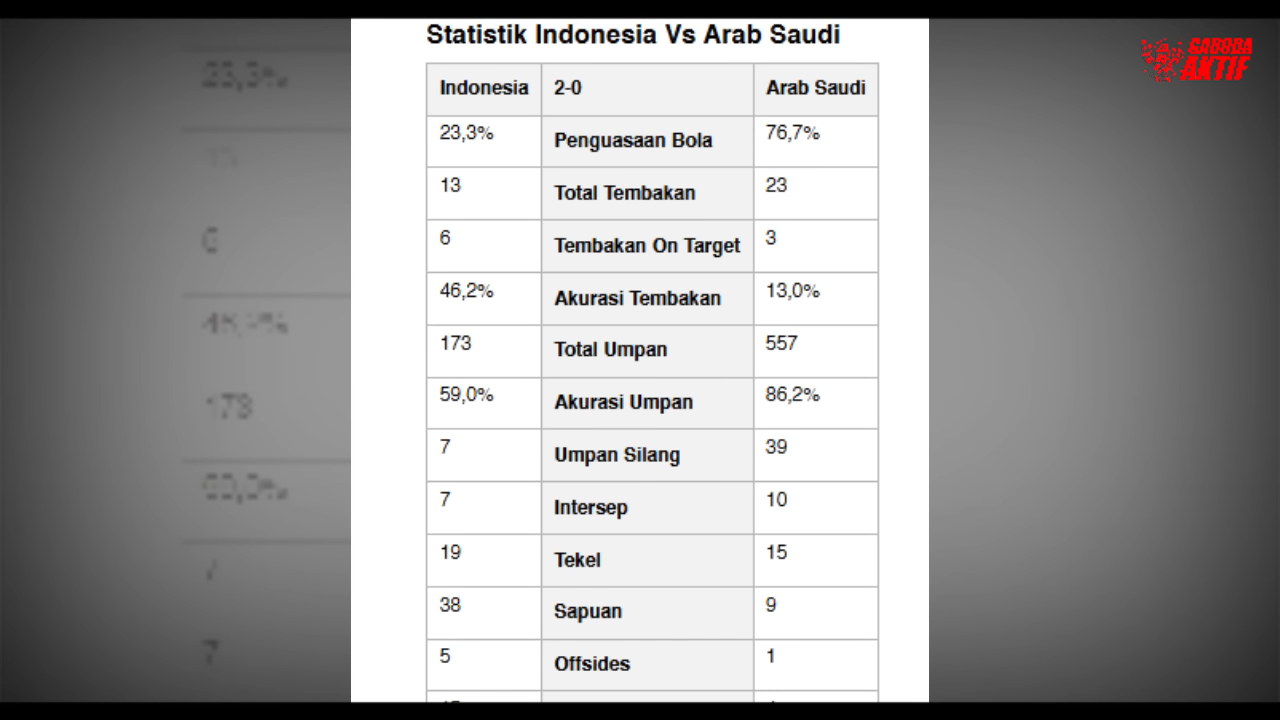 Statistik Indonesia Vs Arab Saudi
GABOBA
AKTIF
Indonesia 2-0 Arab Saudi
23,3% Penguasaan Bola 76,7%
13 Total Tembakan 23
6 Tembakan On Target 3
46,2% Akurasi Tembakan 13,0%
173 Total Umpan 557
59,0% Akurasi Umpan 86,2%
7 Umpan Silang 39
7 Intersep 10
19 Tekel 15
38 Sapuan 9
5 Offsides 1